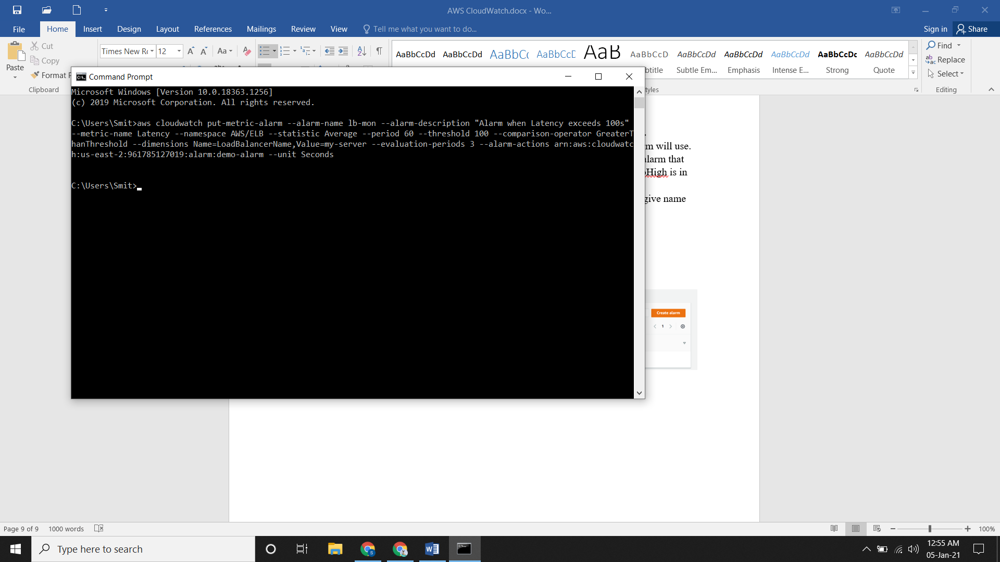 AWS CloudWatch.docx - Wo...
File Home Insert Design Layout References Mailings Review View Tell me what you want to do... Sign in Share
Cut
Copy
Paste
Format
Clipboard
Times New Ro 12 Aa
AaBbCcDd AaBbCcDd AaBbCc AaBbCcD AaB AaBbCcD AaBbCcDd AaBbCcDd AaBbCcDd AaBbCcDc AaBbCcDd
btitle Subtle Em... Emphasis Intense E... Strong Quote
tyles
Find
Replace
Select
Editing
Command Prompt
Microsoft Windows [Version 10.0.18363.1256]
(c) 2019 Microsoft Corporation. All rights reserved.
C:\Users\Smit>aws cloudwatch put-metric-alarm --alarm-name lb-mon --alarm-description "Alarm when Latency exceeds 100s"
--metric-name Latency --namespace AWS/ELB --statistic Average --period 60 --threshold 100 --comparison-operator GreaterT
hanThreshold --dimensions Name=LoadBalancerName,Value=my-server --evaluation-periods 3 --alarm-actions arn:aws:cloudwatc
h:us-east-2:961785127019:alarm:demo-alarm --unit Seconds
C:\Users\Smit>
m will use.
alarm that
High is in
give name
Create alarm
1
Page 9 of 9 1000 words
100%
Type here to search
12:55 AM
05-Jan-21